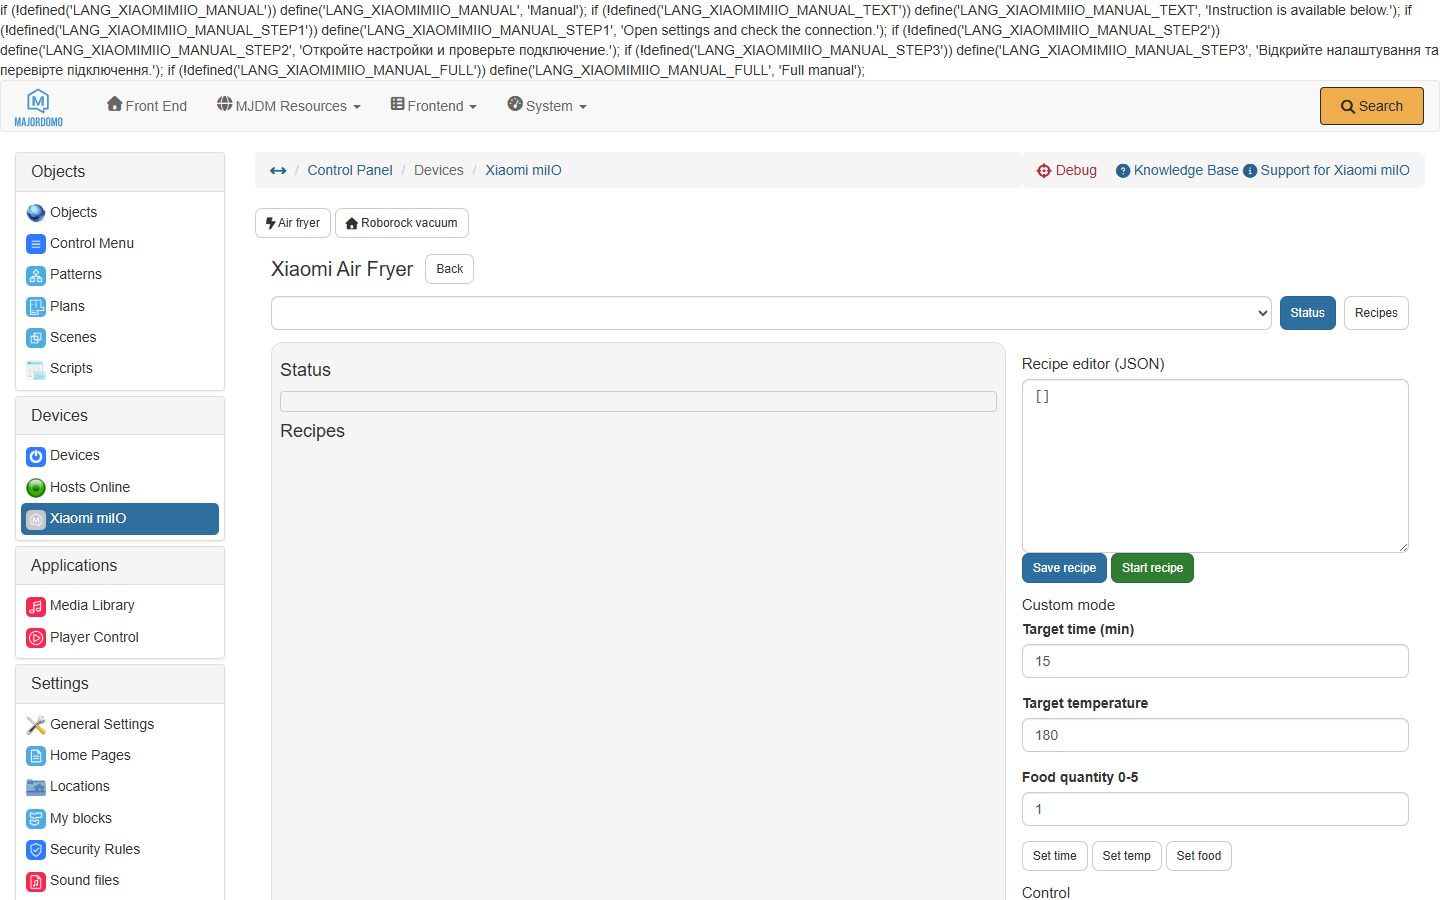 if (!defined('LANG_XIAOMIMIIO_MANUAL')) define('LANG_XIAOMIMIIO_MANUAL', 'Manual'); if (!defined('LANG_XIAOMIMIIO_MANUAL_TEXT')) define('LANG_XIAOMIMIIO_MANUAL_TEXT', 'Instruction is available below.'); if
(!defined('LANG_XIAOMIMIIO_MANUAL_STEP1')) define('LANG_XIAOMIMIIO_MANUAL_STEP1', 'Open settings and check the connection.'); if (!defined('LANG_XIAOMIMIIO_MANUAL_STEP2'))
define('LANG_XIAOMIMIIO_MANUAL_STEP2', 'Откройте настройки и проверьте подключение.'); if (!defined('LANG_XIAOMIMIIO_MANUAL_STEP3')) define('LANG_XIAOMIMIIO_MANUAL_STEP3', 'Відкрийте налаштування та
перевірте підключення.'); if (!defined('LANG_XIAOMIMIIO_MANUAL_FULL')) define('LANG_XIAOMIMIIO_MANUAL_FULL', 'Full manual');
MAJORDOMO
Front End
MJDM Resources
Frontend
System
Search
Objects
Objects
Control Menu
Patterns
Plans
Scenes
Scripts
Devices
Devices
Hosts Online
Xiaomi miIO
Applications
Media Library
Player Control
Settings
General Settings
Home Pages
Locations
My blocks
Security Rules
Sound files
/ Control Panel / Devices / Xiaomi miIO
Debug
Knowledge Base
Support for Xiaomi miIO
Air fryer
Roborock vacuum
Xiaomi Air Fryer
Back
Status
Recipes
Status
Recipes
Recipe editor (JSON)
[]
Save recipe
Start recipe
Custom mode
Target time (min)
15
Target temperature
180
Food quantity 0-5
1
Set time
Set temp
Set food
Control